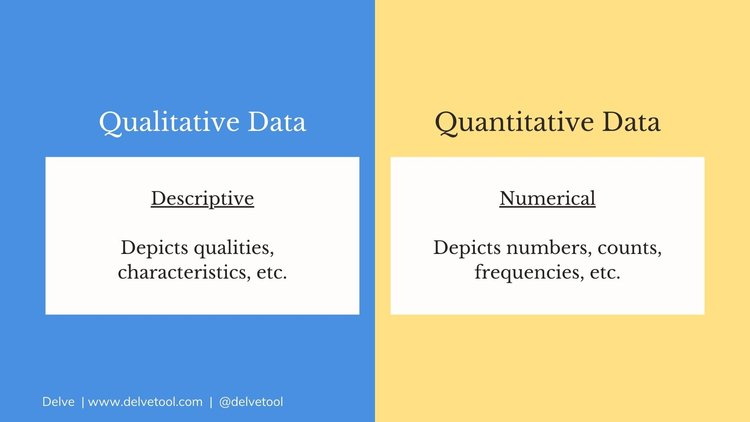 Qualitative Data
Descriptive
Depicts qualities,
characteristics, etc.
Quantitative Data
Numerical
Depicts numbers, counts,
frequencies, etc.
Delve | www.delvetool.com | @delvetool